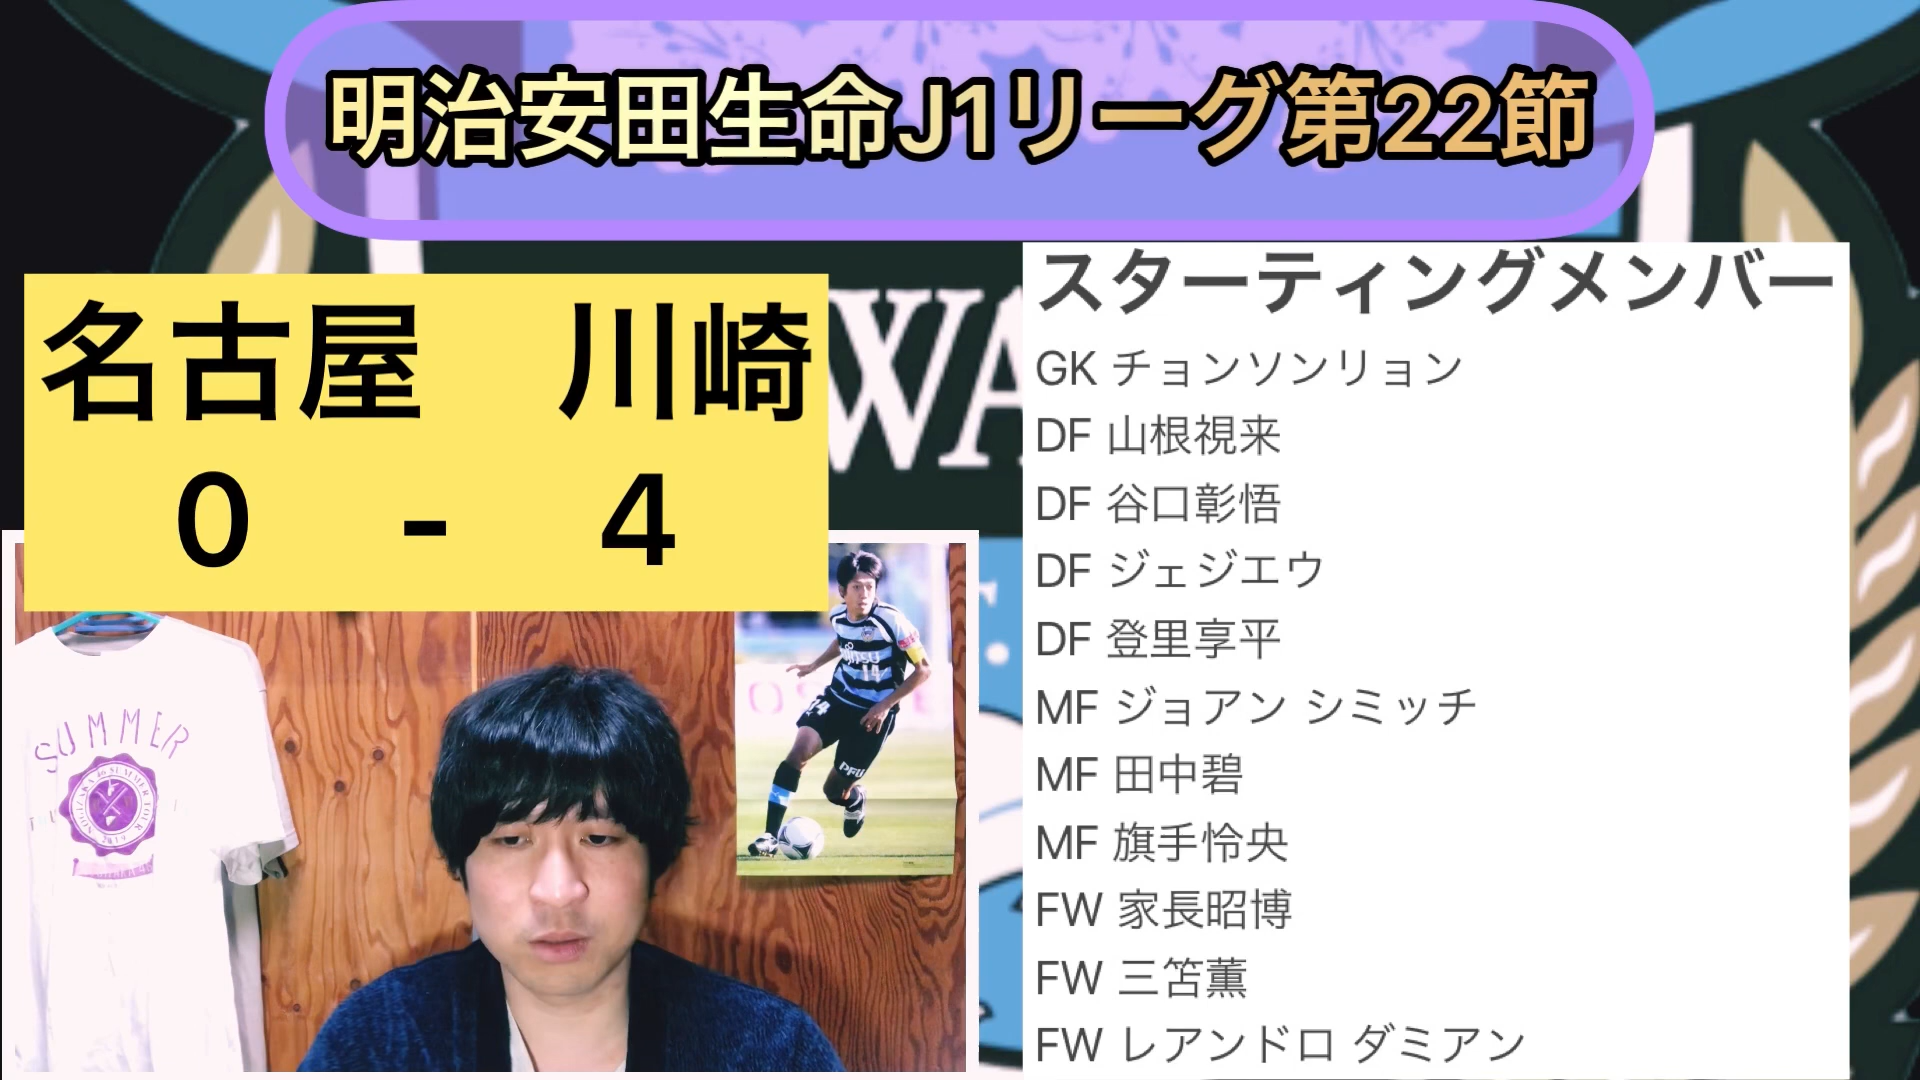 明治安田生命J1リーグ第22節
名古屋　川崎
0 - 4
スターティングメンバー
GK チョンソンリョン
DF 山根視来
DF 谷口彰悟
DF ジェジエウ
DF 登里享平
MF ジョアン シミッチ
MF 田中碧
MF 旗手怜央
FW 家長昭博
FW 三笘薫
FW レアンドロ ダミアン
WA
SUMMER
14
PFU